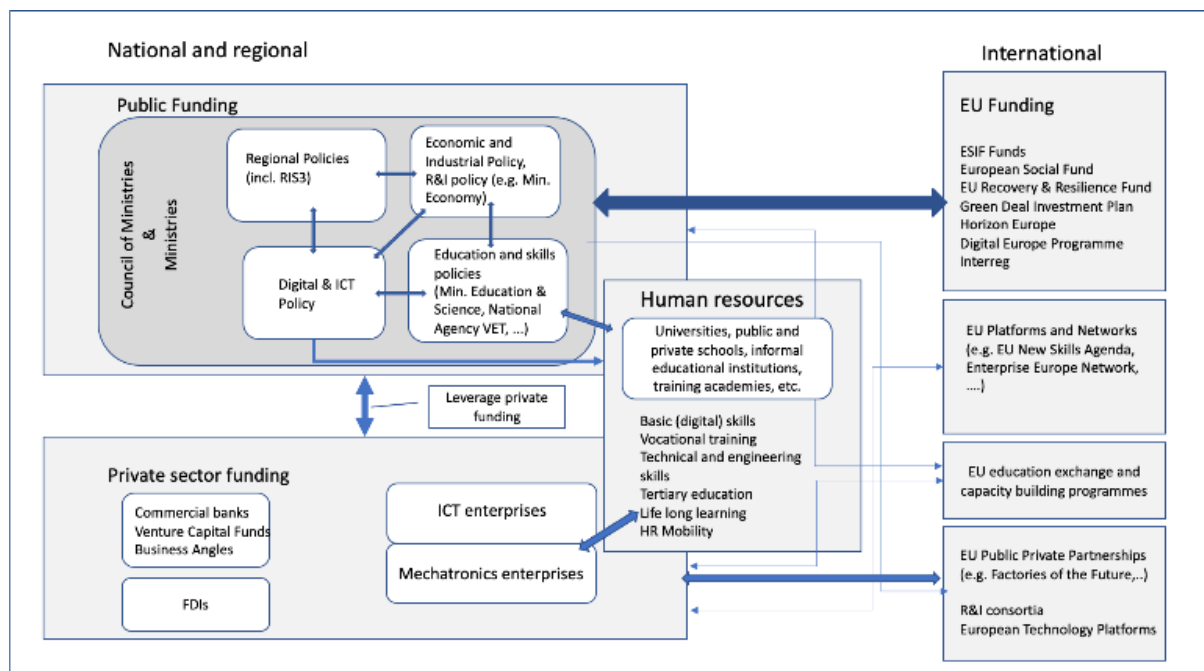 National and regional
International
Public Funding
Council of Ministries
&
Ministries
Regional Policies
(incl. RIS3)
Economic and
Industrial Policy,
R&I policy (e.g. Min.
Economy)
Digital & ICT
Policy
Education and skills
policies
(Min. Education &
Science, National
Agency VET, ...)
Human resources
Universities, public and
private schools, informal
educational institutions,
training academies, etc.
Basic (digital) skills
Vocational training
Technical and engineering
skills
Tertiary education
Life long learning
HR Mobility
Leverage private
funding
Private sector funding
Commercial banks
Venture Capital Funds
Business Angles
FDIs
ICT enterprises
Mechatronics enterprises
EU Funding
ESIF Funds
European Social Fund
EU Recovery & Resilience Fund
Green Deal Investment Plan
Horizon Europe
Digital Europe Programme
Interreg
EU Platforms and Networks
(e.g. EU New Skills Agenda,
Enterprise Europe Network,
....)
EU education exchange and
capacity building programmes
EU Public Private Partnerships
(e.g. Factories of the Future,..)
R&I consortia
European Technology Platforms